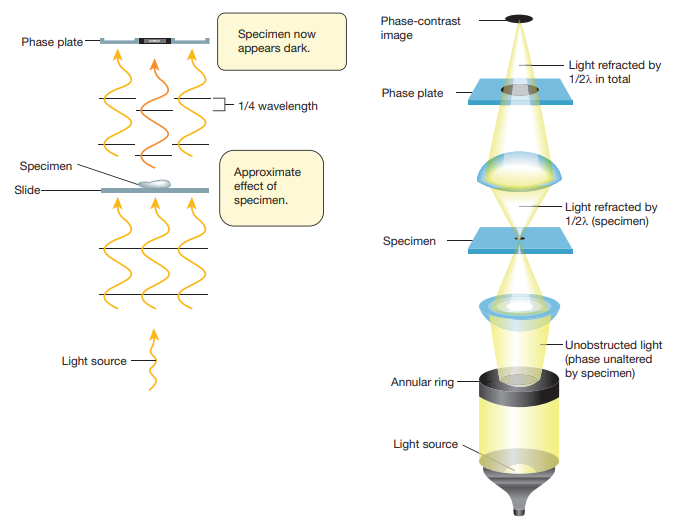 Phase plate
Specimen now
appears dark.
1/4 wavelength
Specimen
Slide
Approximate
effect of
specimen.
Light source
Phase-contrast
image
Light refracted by
1/2λ in total
Phase plate
Light refracted by
1/2λ (specimen)
Specimen
Unobstructed light
(phase unaltered
by specimen)
Annular ring
Light source